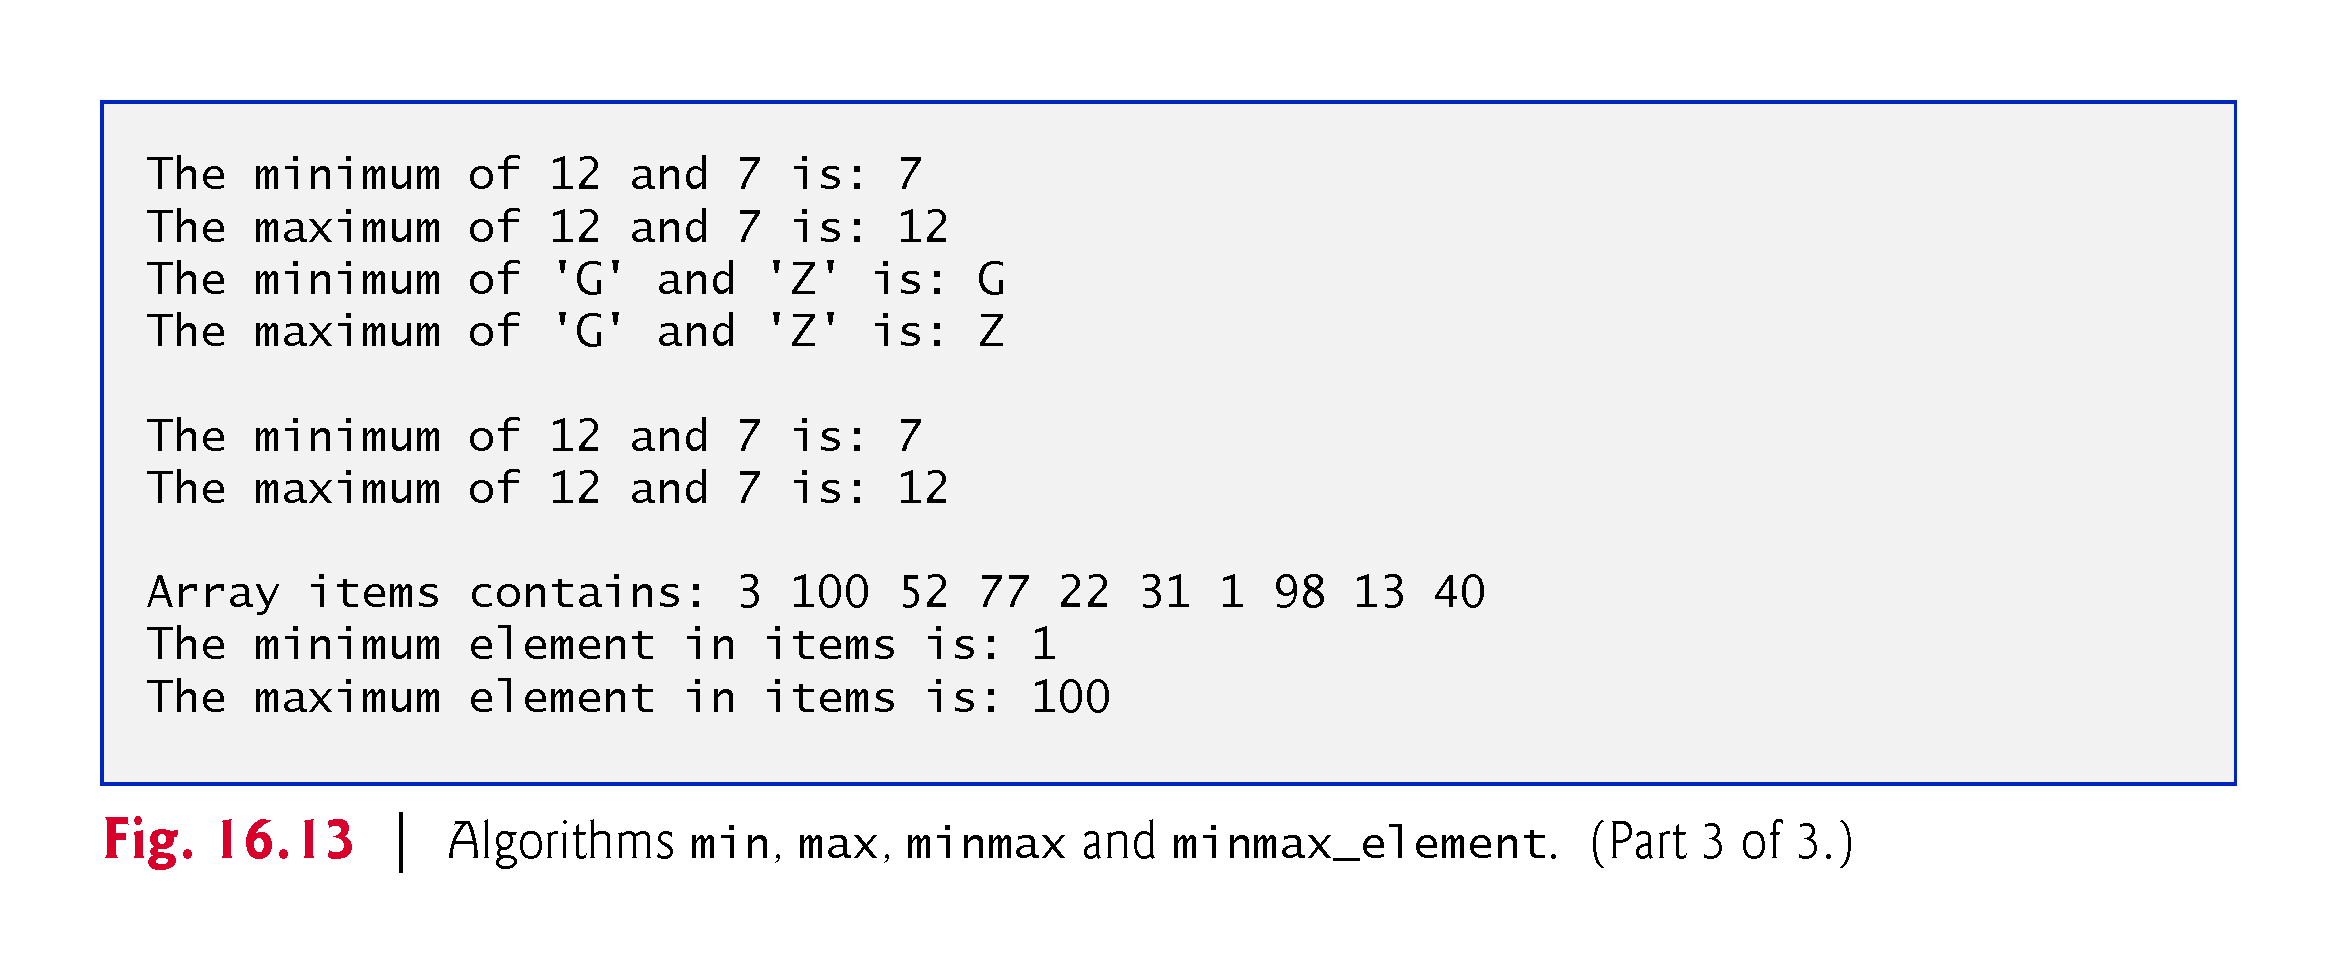 The minimum of 12 and 7 is: 7
The maximum of 12 and 7 is: 12
The minimum of 'G' and 'Z' is: G
The maximum of 'G' and 'Z' is: Z
The minimum of 12 and 7 is: 7
The maximum of 12 and 7 is: 12
Array items contains: 3 100 52 77 22 31 1 98 13 40
The minimum element in items is: 1
The maximum element in items is: 100
Fig. 16.13 | Algorithms min, max, minmax and minmax_element. (Part 3 of 3.)